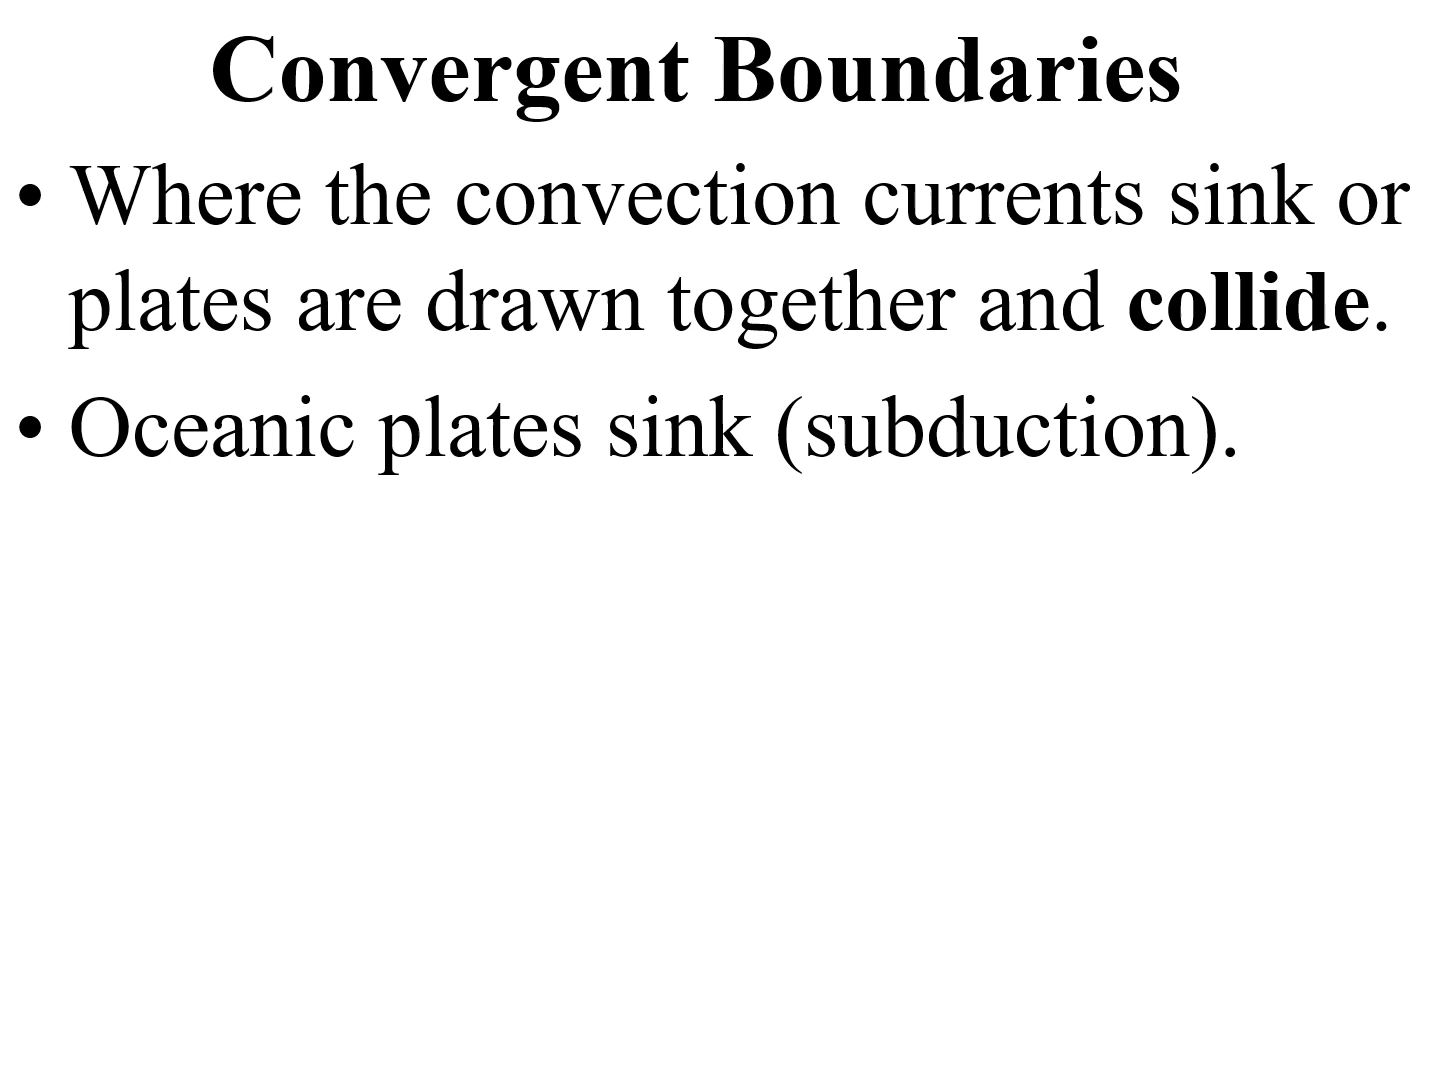 Convergent Boundaries
• Where the convection currents sink or
plates are drawn together and collide.
• Oceanic plates sink (subduction).